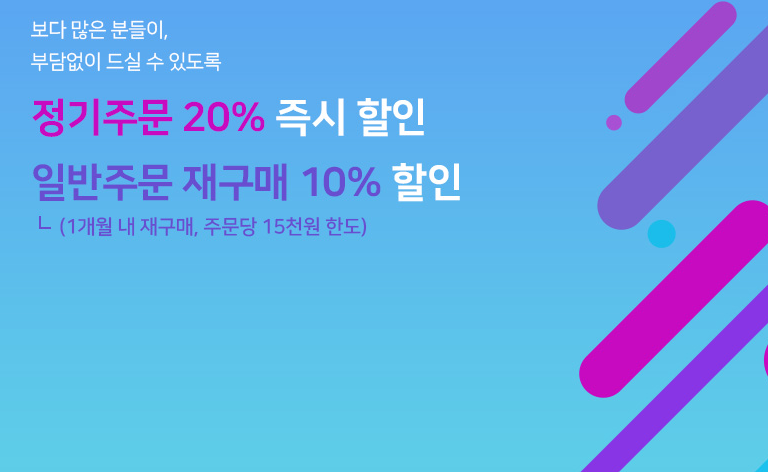 보다 많은 분들이,
부담없이 드실 수 있도록
정기주문 20% 즉시 할인
일반주문 재구매 10% 할인
└ (1개월 내 재구매, 주문당 15천원 한도)